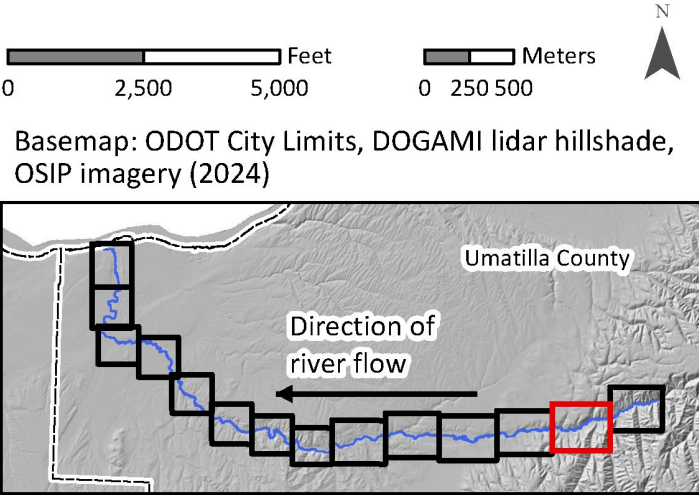 N
Feet
0 2,500 5,000
Meters
0 250 500
Basemap: ODOT City Limits, DOGAMI lidar hillshade,
OSIP imagery (2024)
Umatilla County
Direction of
river flow